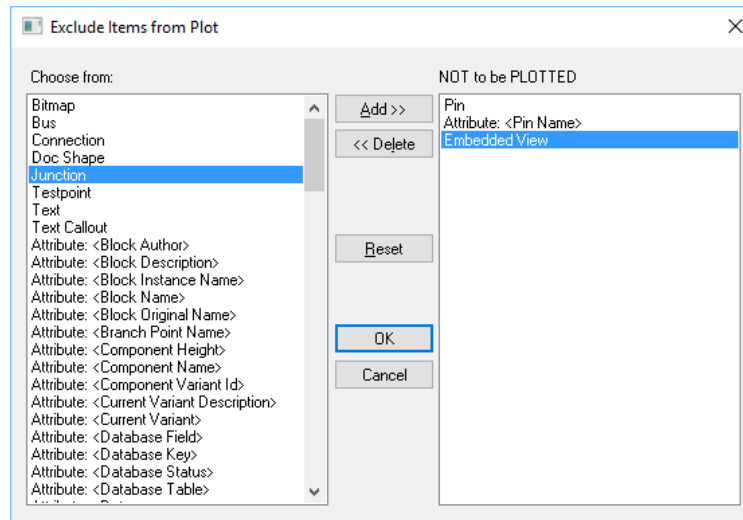 Exclude Items from Plot
Choose from:
Bitmap
Bus
Connection
Doc Shape
Junction
Testpoint
Text
Text Callout
Attribute: <Block Author>
Attribute: <Block Description>
Attribute: <Block Instance Name>
Attribute: <Block Name>
Attribute: <Block Original Name>
Attribute: <Branch Point Name>
Attribute: <Component Height>
Attribute: <Component Name>
Attribute: <Component Variant Id>
Attribute: <Current Variant Description>
Attribute: <Current Variant>
Attribute: <Database Field>
Attribute: <Database Key>
Attribute: <Database Status>
Attribute: <Database Table>
Add >>
<< Delete
Reset
OK
Cancel
NOT to be PLOTTED
Pin
Attribute: <Pin Name>
Embedded View